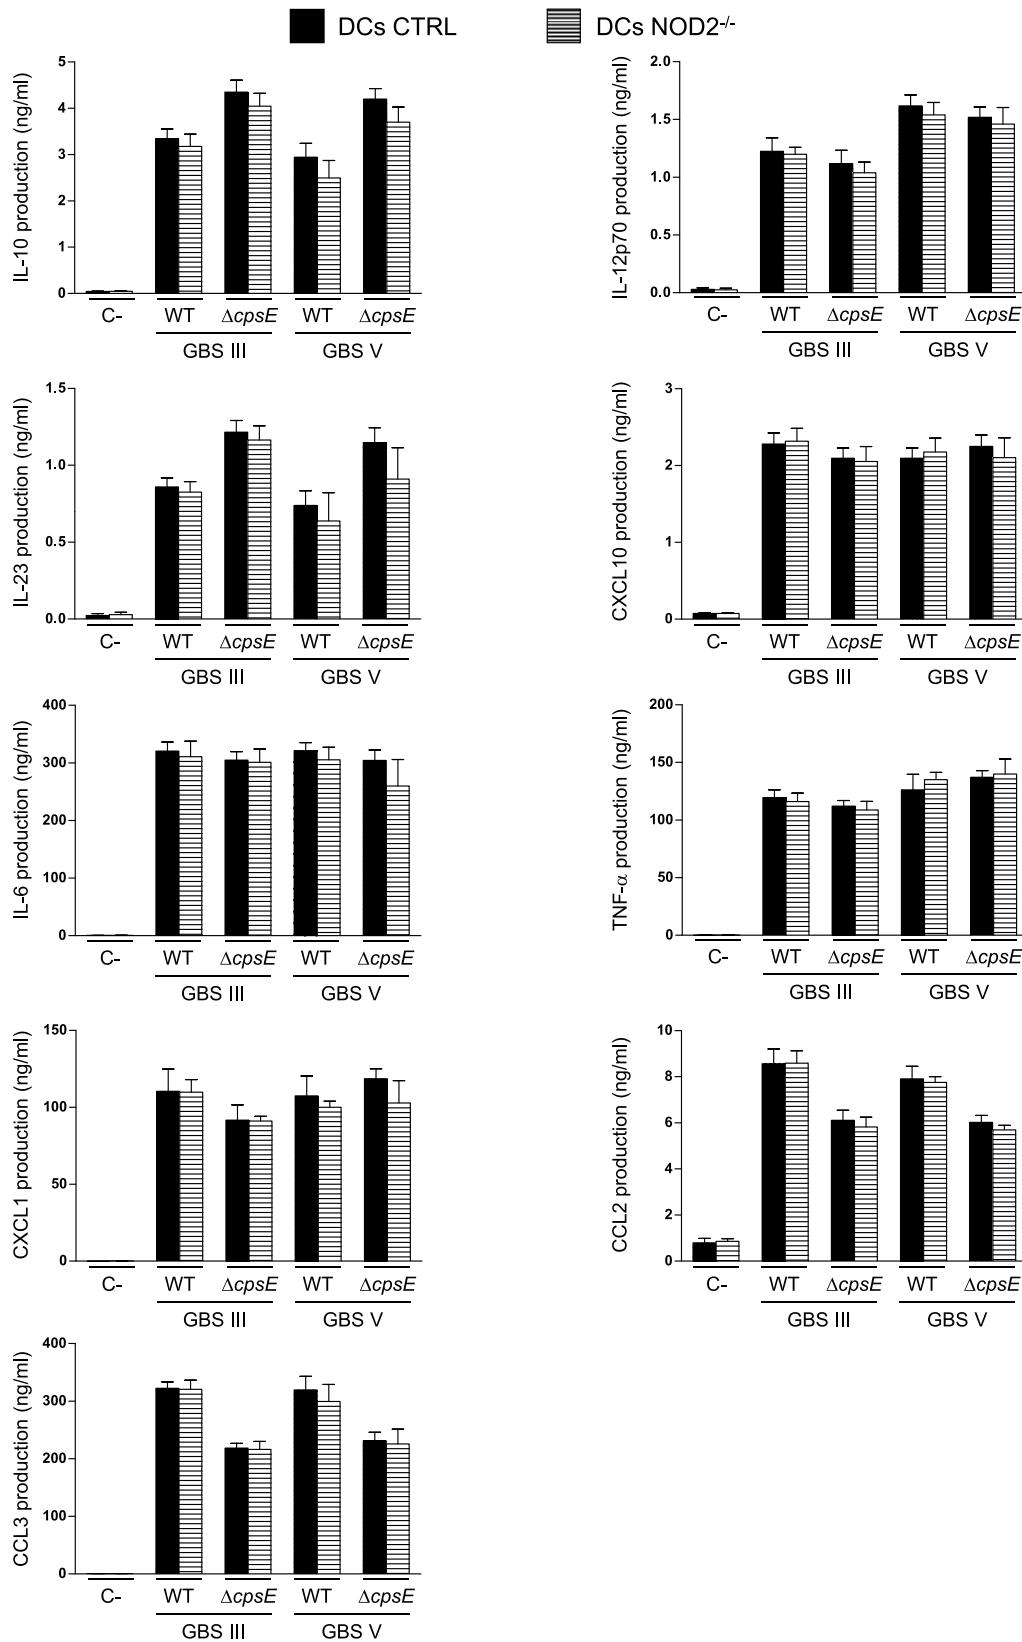 DCs CTRL
DCs NOD2-/-
IL-10 production (ng/ml)
5
4
3
2
1
0
C-
WT
ΔcpsE
WT
ΔcpsE
GBS III
GBS V
IL-12p70 production (ng/ml)
2.0
1.5
1.0
0.5
0.0
C-
WT
ΔcpsE
WT
ΔcpsE
GBS III
GBS V
IL-23 production (ng/ml)
1.5
1.0
0.5
0.0
C-
WT
ΔcpsE
WT
ΔcpsE
GBS III
GBS V
CXCL10 production (ng/ml)
3
2
1
0
C-
WT
ΔcpsE
WT
ΔcpsE
GBS III
GBS V
IL-6 production (ng/ml)
400
300
200
100
0
C-
WT
ΔcpsE
WT
ΔcpsE
GBS III
GBS V
TNF-α production (ng/ml)
200
150
100
50
0
C-
WT
ΔcpsE
WT
ΔcpsE
GBS III
GBS V
CXCL1 production (ng/ml)
150
100
50
0
C-
WT
ΔcpsE
WT
ΔcpsE
GBS III
GBS V
CCL2 production (ng/ml)
10
8
6
4
2
0
C-
WT
ΔcpsE
WT
ΔcpsE
GBS III
GBS V
CCL3 production (ng/ml)
400
300
200
100
0
C-
WT
ΔcpsE
WT
ΔcpsE
GBS III
GBS V